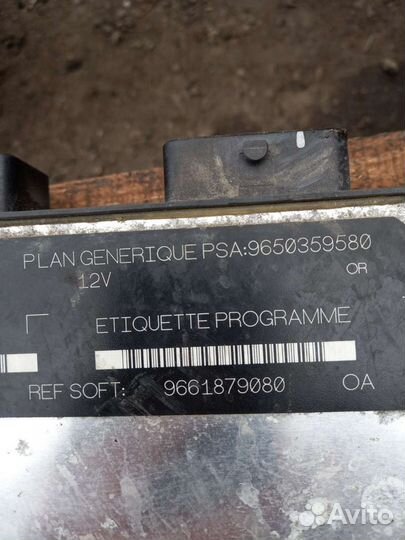 PLAN GENERIQUE PSA:9650359580
12V OR
ETIQUETTE PROGRAMME
REF SOFT: 9661879080 OA
Avito